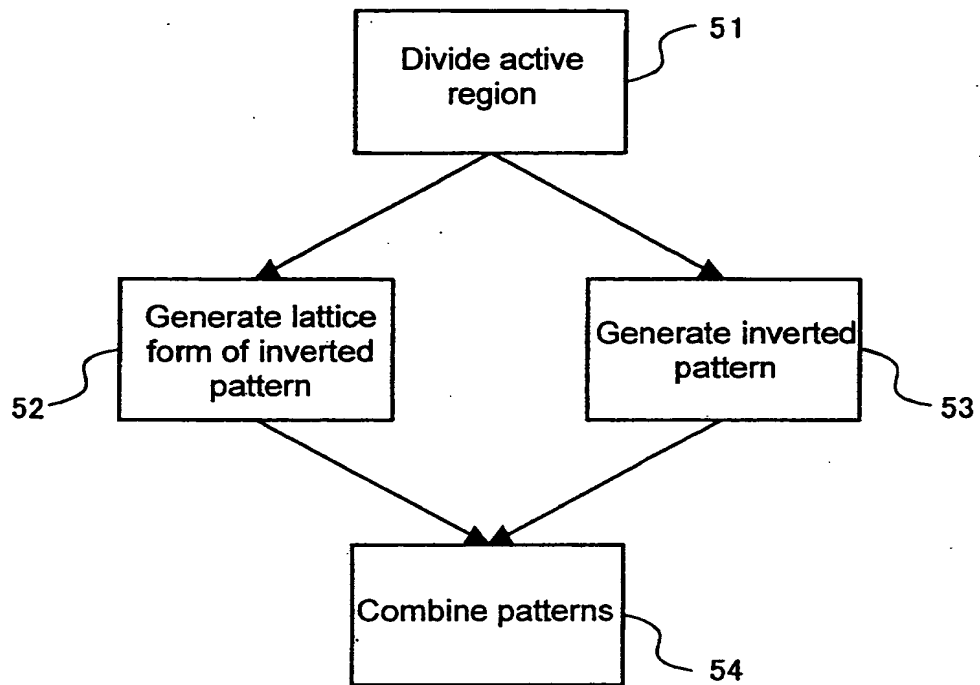 51
Divide active
region
Generate lattice
form of inverted
pattern
52
Generate inverted
pattern
53
Combine patterns
54